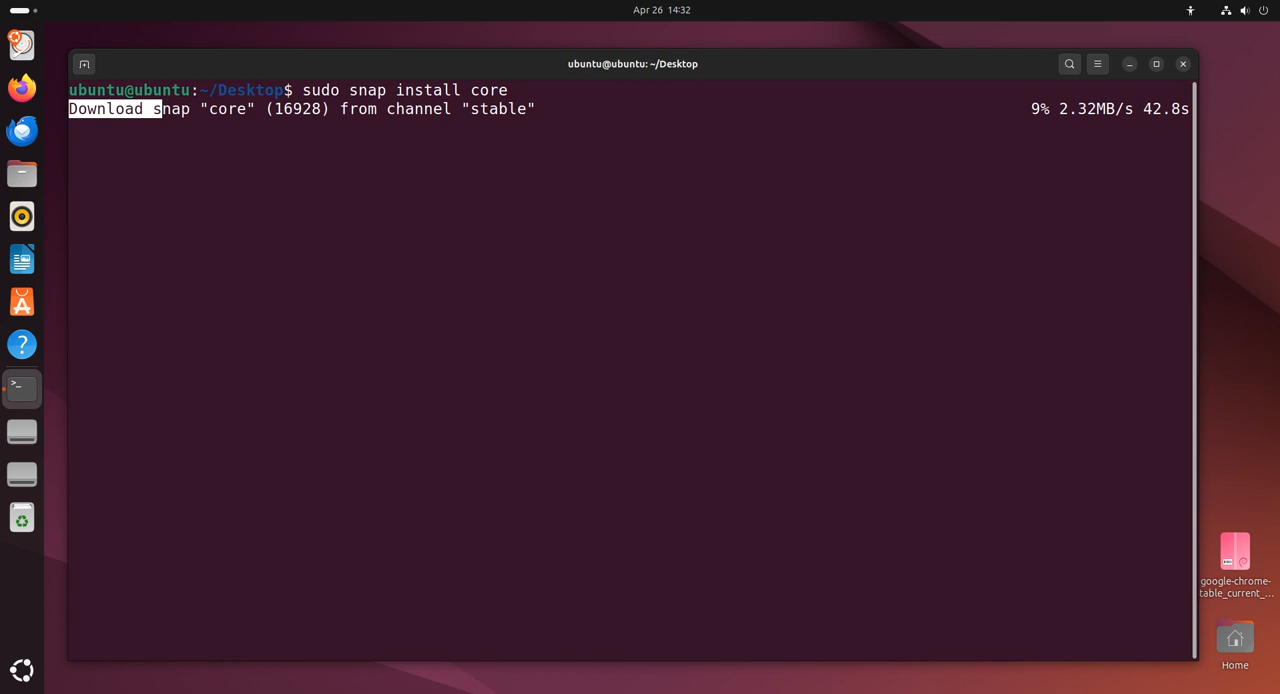 Apr 26 14:32
ubuntu@ubuntu: ~/Desktop
ubuntu@ubuntu:~/Desktop$ sudo snap install core
Download snap "core" (16928) from channel "stable" 9% 2.32MB/s 42.8s
google-chrome-
table_current_...
Home